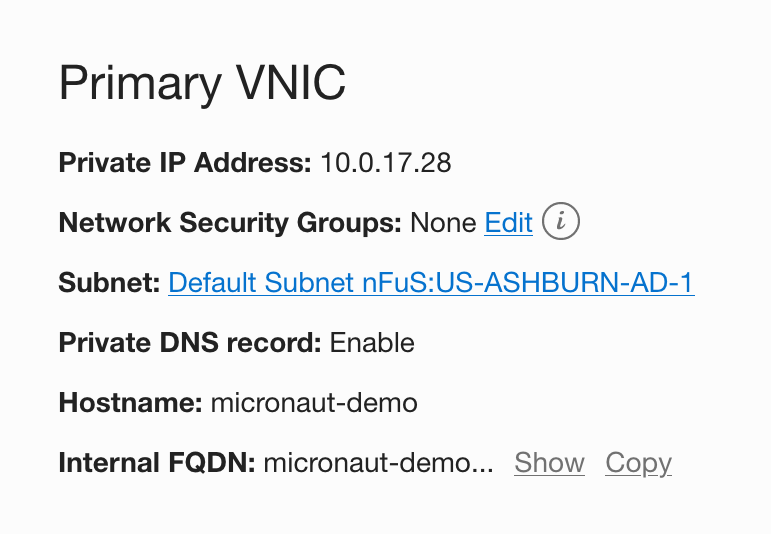 Primary VNIC
Private IP Address: 10.0.17.28
Network Security Groups: None Edit i
Subnet: Default Subnet nFuS:US-ASHBURN-AD-1
Private DNS record: Enable
Hostname: micronaut-demo
Internal FQDN: micronaut-demo... Show Copy